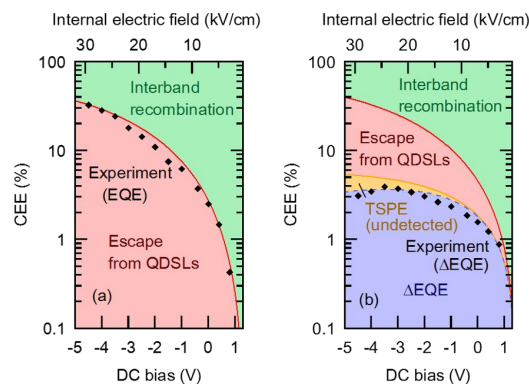 Internal electric field (kV/cm)
30 20 10 0
100
10
1
0.1
CEE (%)
Interband
recombination
Experiment
(EQE)
Escape
from QDSLs
(a)
-5 -4 -3 -2 -1 0 1
DC bias (V)
Internal electric field (kV/cm)
30 20 10 0
100
10
1
0.1
CEE (%)
Interband
recombination
Escape
from QDSLs
TSPE
(undetected)
Experiment
(ΔEQE)
(b)
ΔEQE
-5 -4 -3 -2 -1 0 1
DC bias (V)